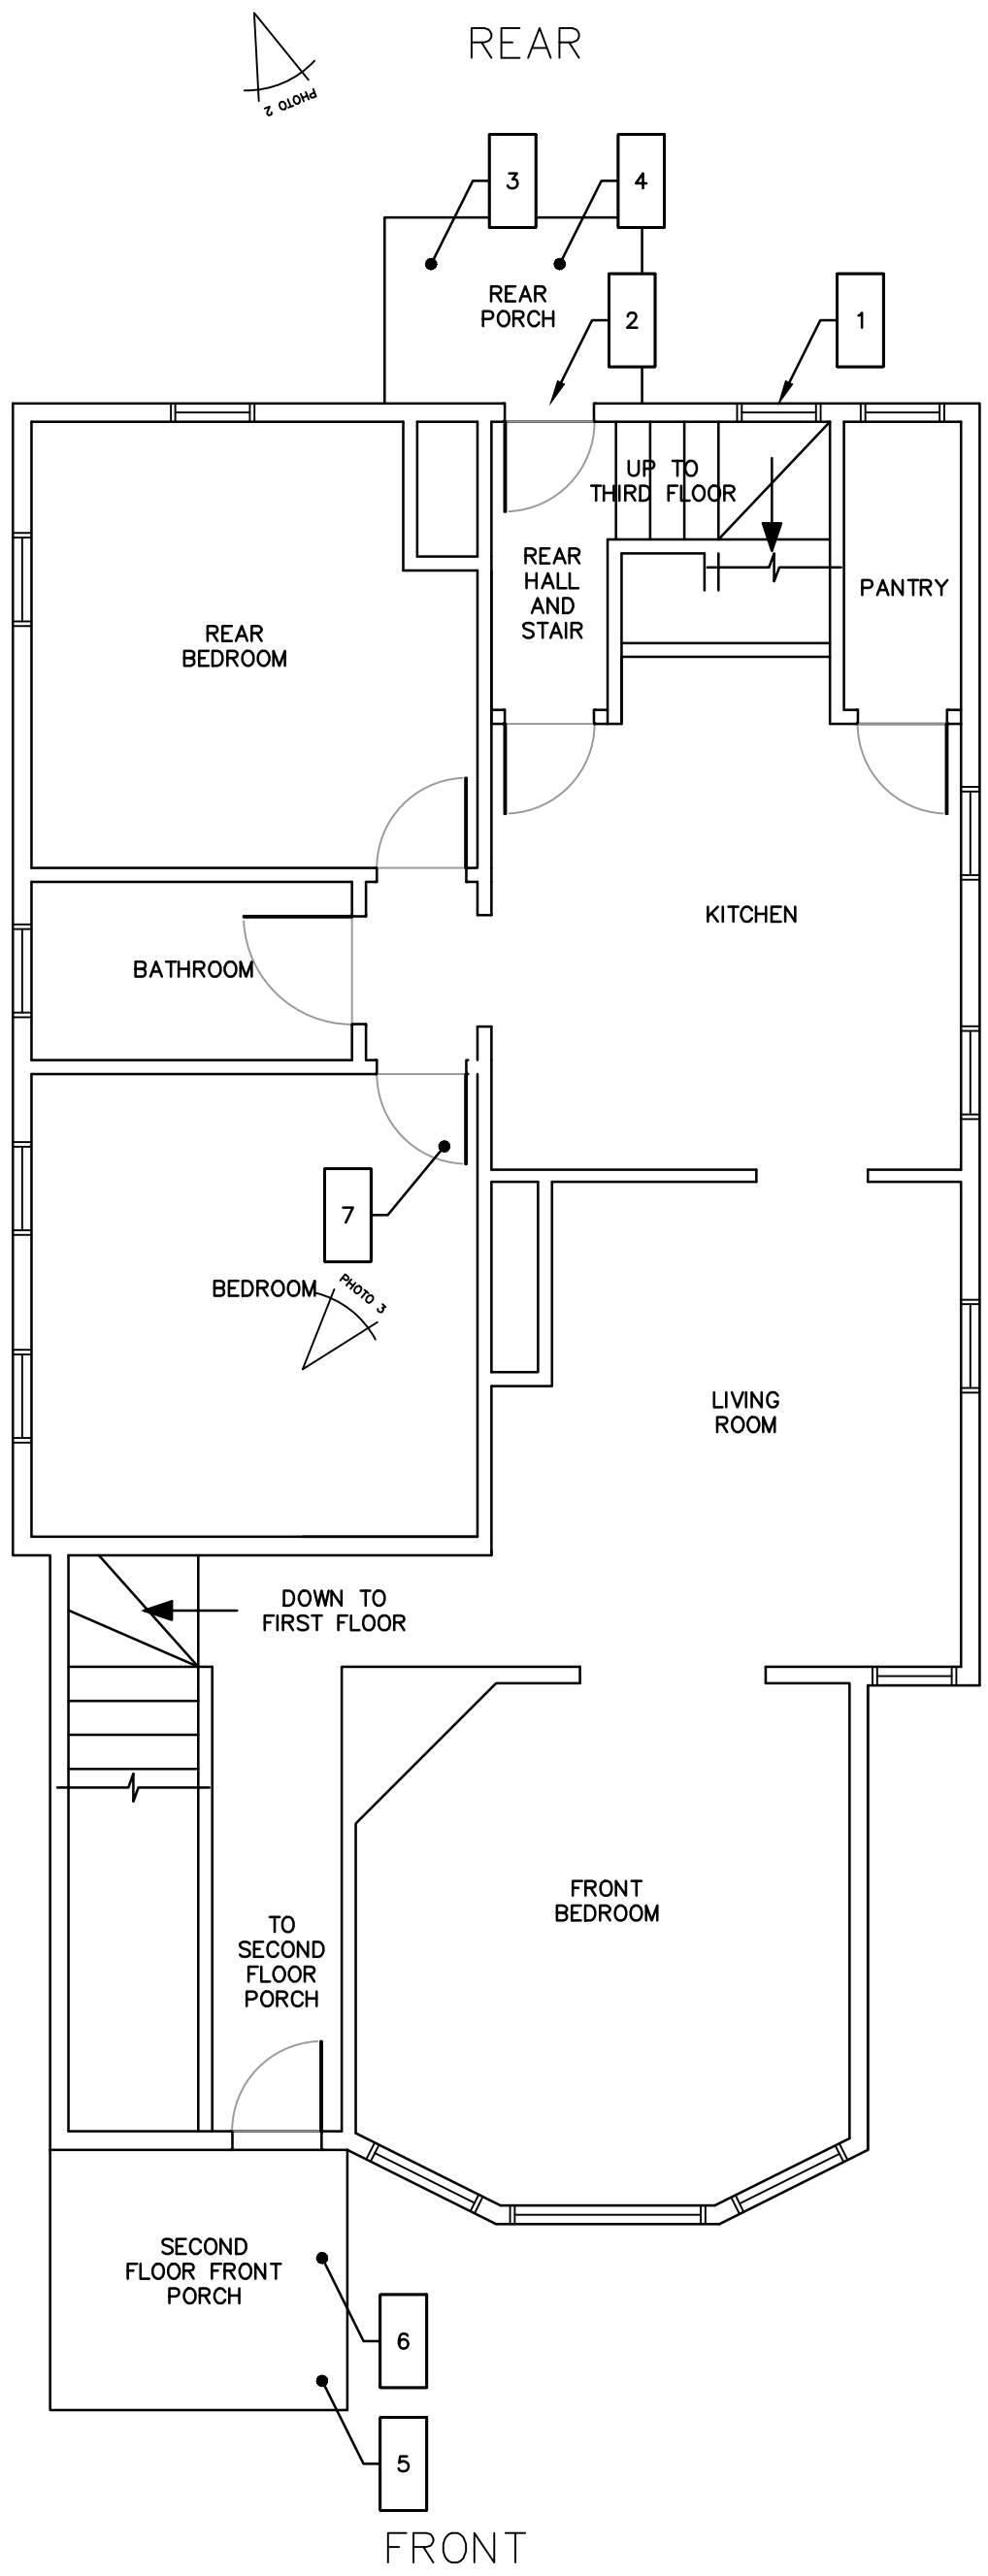 REAR
PHOTO 2
3
4
REAR
PORCH
2
1
UP TO
THIRD FLOOR
REAR
HALL
AND
STAIR
PANTRY
REAR
BEDROOM
KITCHEN
BATHROOM
7
BEDROOM
PHOTO 3
LIVING
ROOM
DOWN TO
FIRST FLOOR
FRONT
BEDROOM
TO
SECOND
FLOOR
PORCH
SECOND
FLOOR FRONT
PORCH
6
5
FRONT